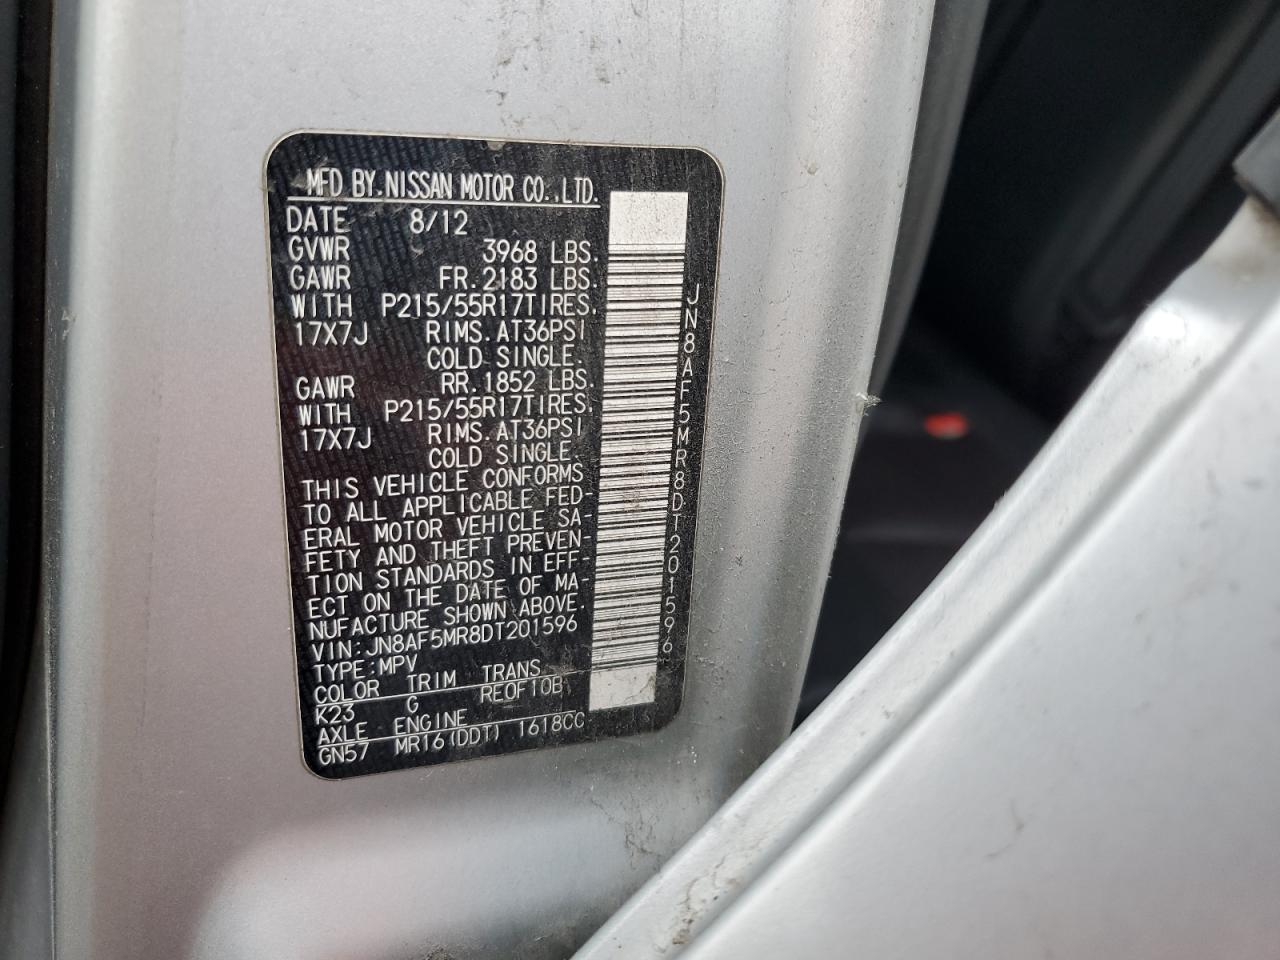 MFD BY.NISSAN MOTOR CO.,LTD.
DATE 8/12
GVWR 3968 LBS.
GAWR FR.2183 LBS.
WITH P215/55R17TIRES.
17X7J RIMS.AT36PSI
COLD SINGLE.
GAWR RR.1852 LBS.
WITH P215/55R17TIRES.
17X7J RIMS.AT36PSI
COLD SINGLE.
THIS VEHICLE CONFORMS
TO ALL APPLICABLE FED-
ERAL MOTOR VEHICLE SA-
FETY AND THEFT PREVEN-
TION STANDARDS IN EFF-
ECT ON THE DATE OF MA-
NUFACTURE SHOWN ABOVE.
VIN:JN8AF5MR8DT201596
TYPE:MPV
COLOR TRIM TRANS
K23 G RE0F10B
AXLE ENGINE
GN57 MR16(DDT) 1618CC
JN8AF5MR8DT201596